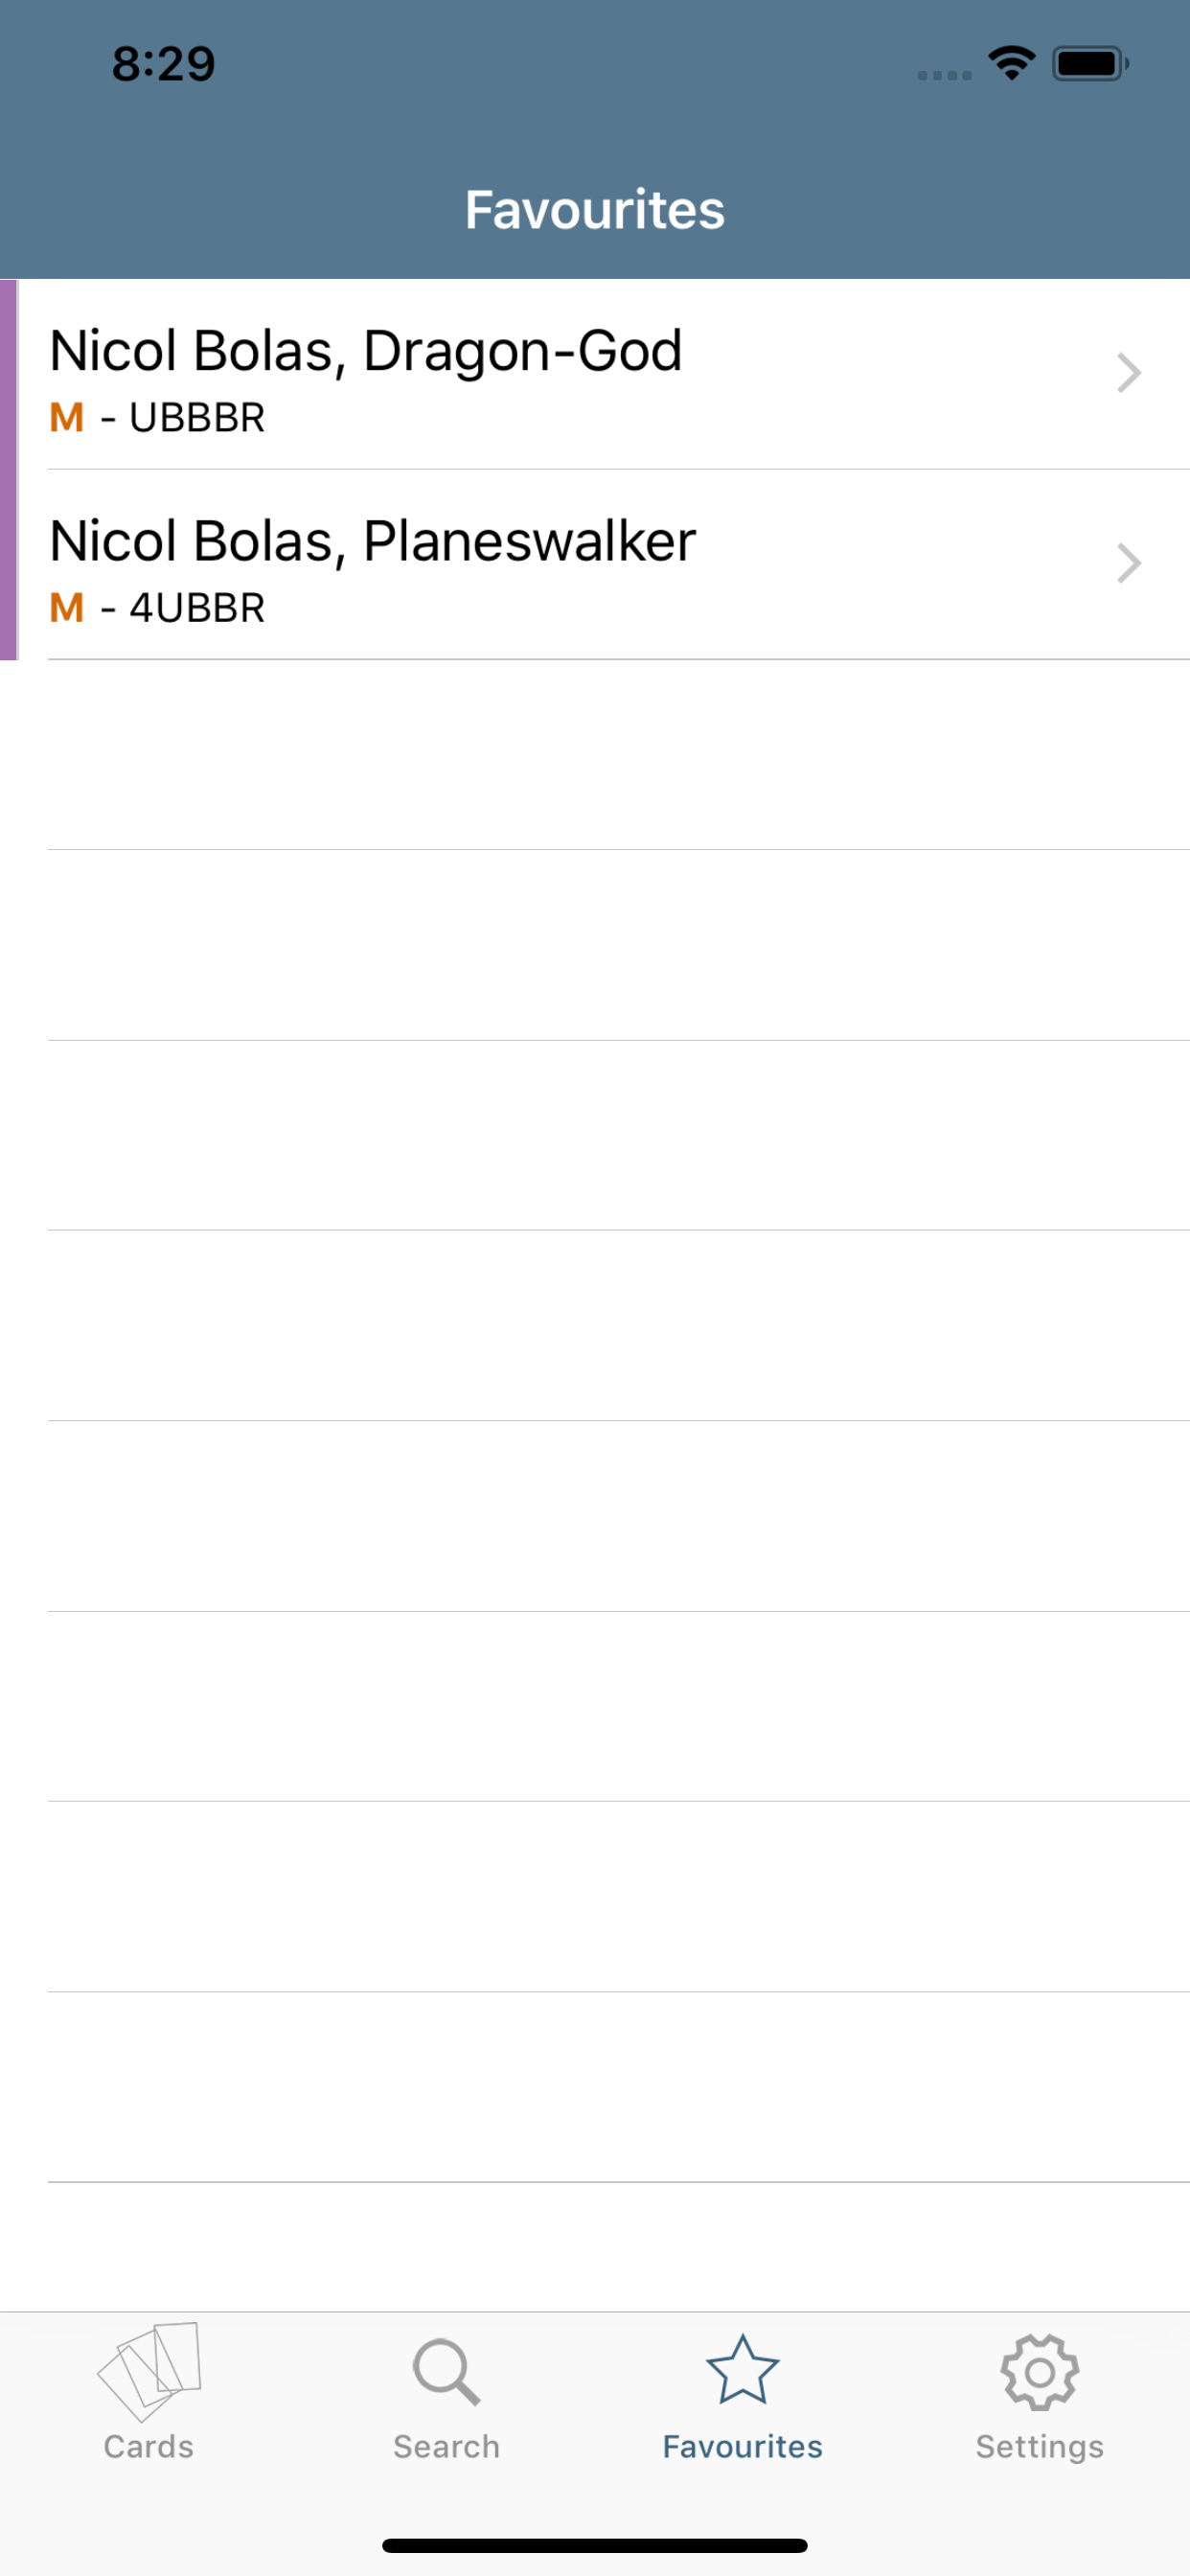 8:29
Favourites
Nicol Bolas, Dragon-God
M - UBBBR
Nicol Bolas, Planeswalker
M - 4UBBR
Cards
Search
Favourites
Settings